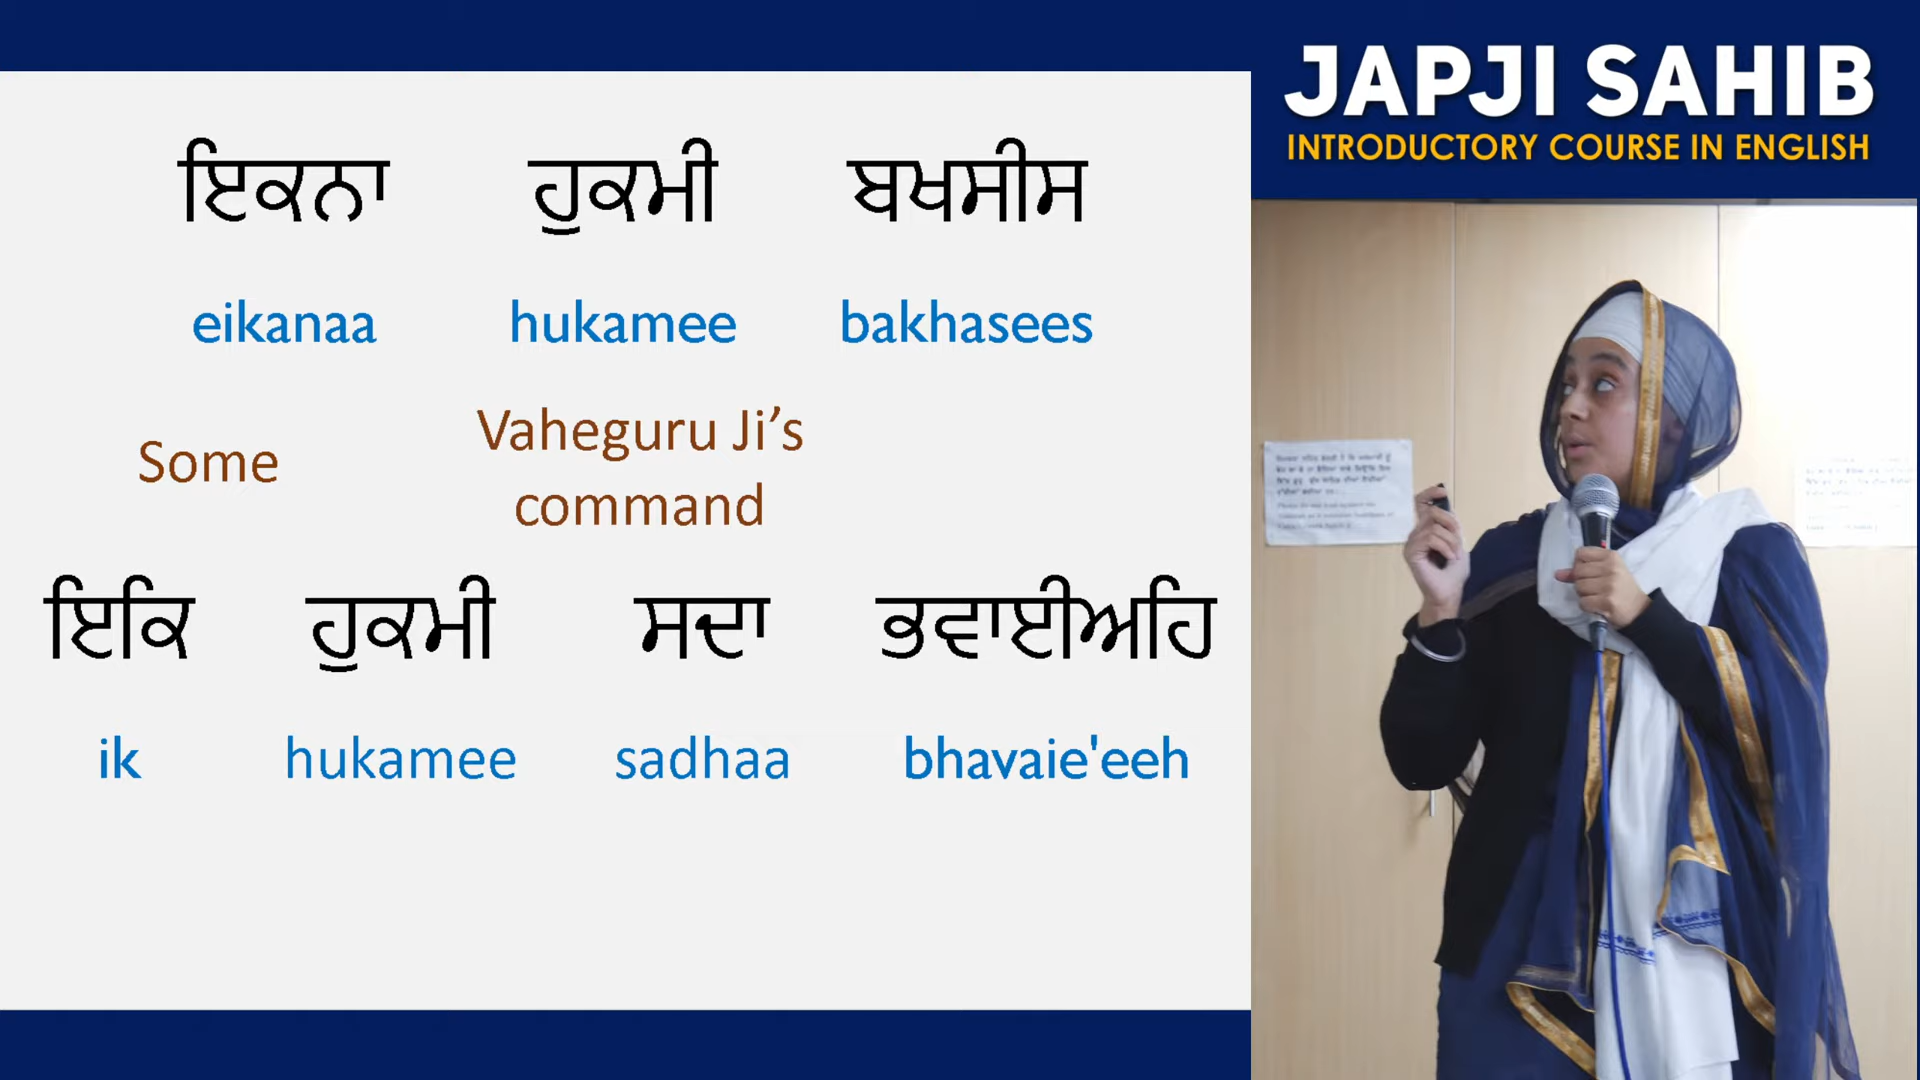 JAPJI SAHIB
INTRODUCTORY COURSE IN ENGLISH
ਇਕਨਾ ਹੁਕਮੀ ਬਖਸੀਸ
eikanaa hukamee bakhasees
Some Vaheguru Ji’s
command
ਇਕਿ ਹੁਕਮੀ ਸਦਾ ਭਵਾਈਅਹਿ
ik hukamee sadhaa bhavaie'eeh